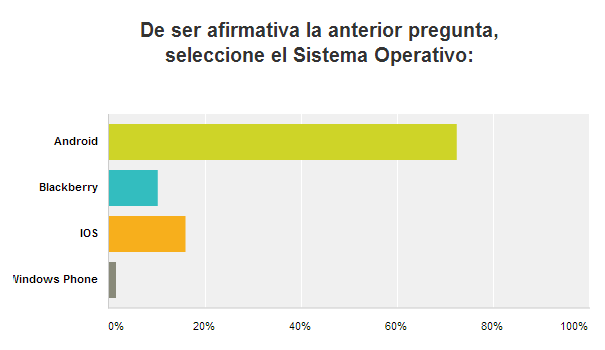 De ser afirmativa la anterior pregunta,
seleccione el Sistema Operativo:
Android
Blackberry
IOS
Windows Phone
0% 20% 40% 60% 80% 100%